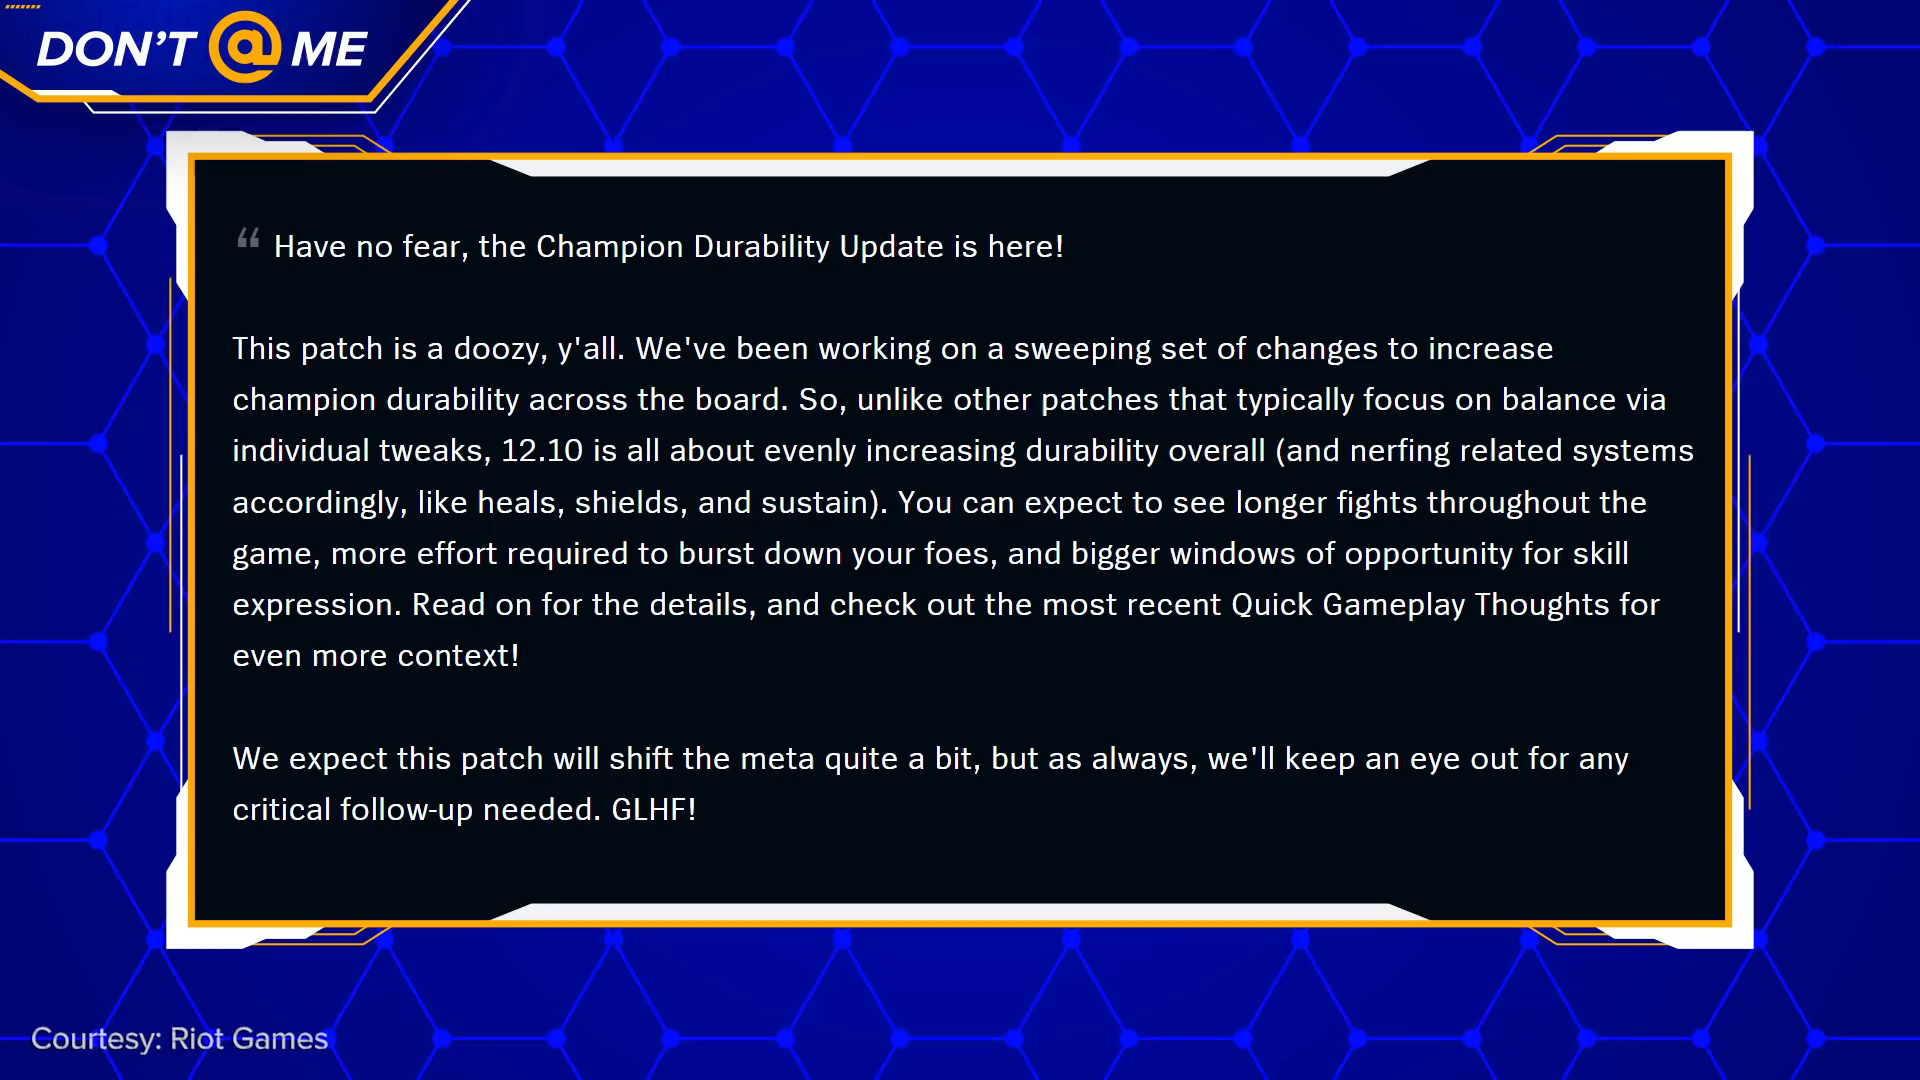 DON'T @ ME
“ Have no fear, the Champion Durability Update is here!
This patch is a doozy, y'all. We've been working on a sweeping set of changes to increase
champion durability across the board. So, unlike other patches that typically focus on balance via
individual tweaks, 12.10 is all about evenly increasing durability overall (and nerfing related systems
accordingly, like heals, shields, and sustain). You can expect to see longer fights throughout the
game, more effort required to burst down your foes, and bigger windows of opportunity for skill
expression. Read on for the details, and check out the most recent Quick Gameplay Thoughts for
even more context!
We expect this patch will shift the meta quite a bit, but as always, we'll keep an eye out for any
critical follow-up needed. GLHF!
Courtesy: Riot Games